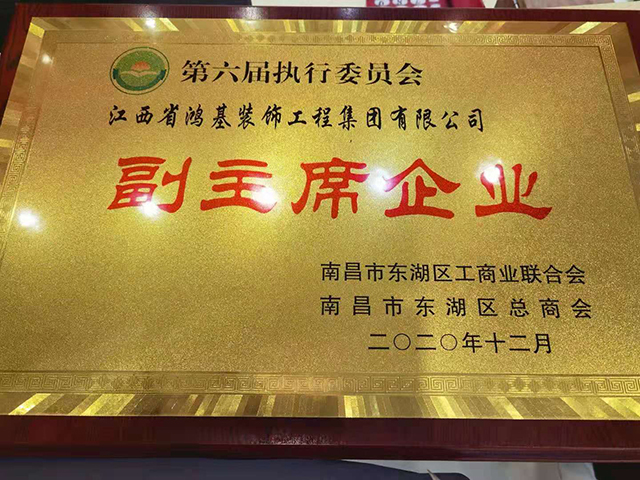 第六届执行委员会
江西省鸿基装饰工程集团有限公司
副主席企业
南昌市东湖区工商业联合会
南昌市东湖区总商会
二〇二〇年十二月